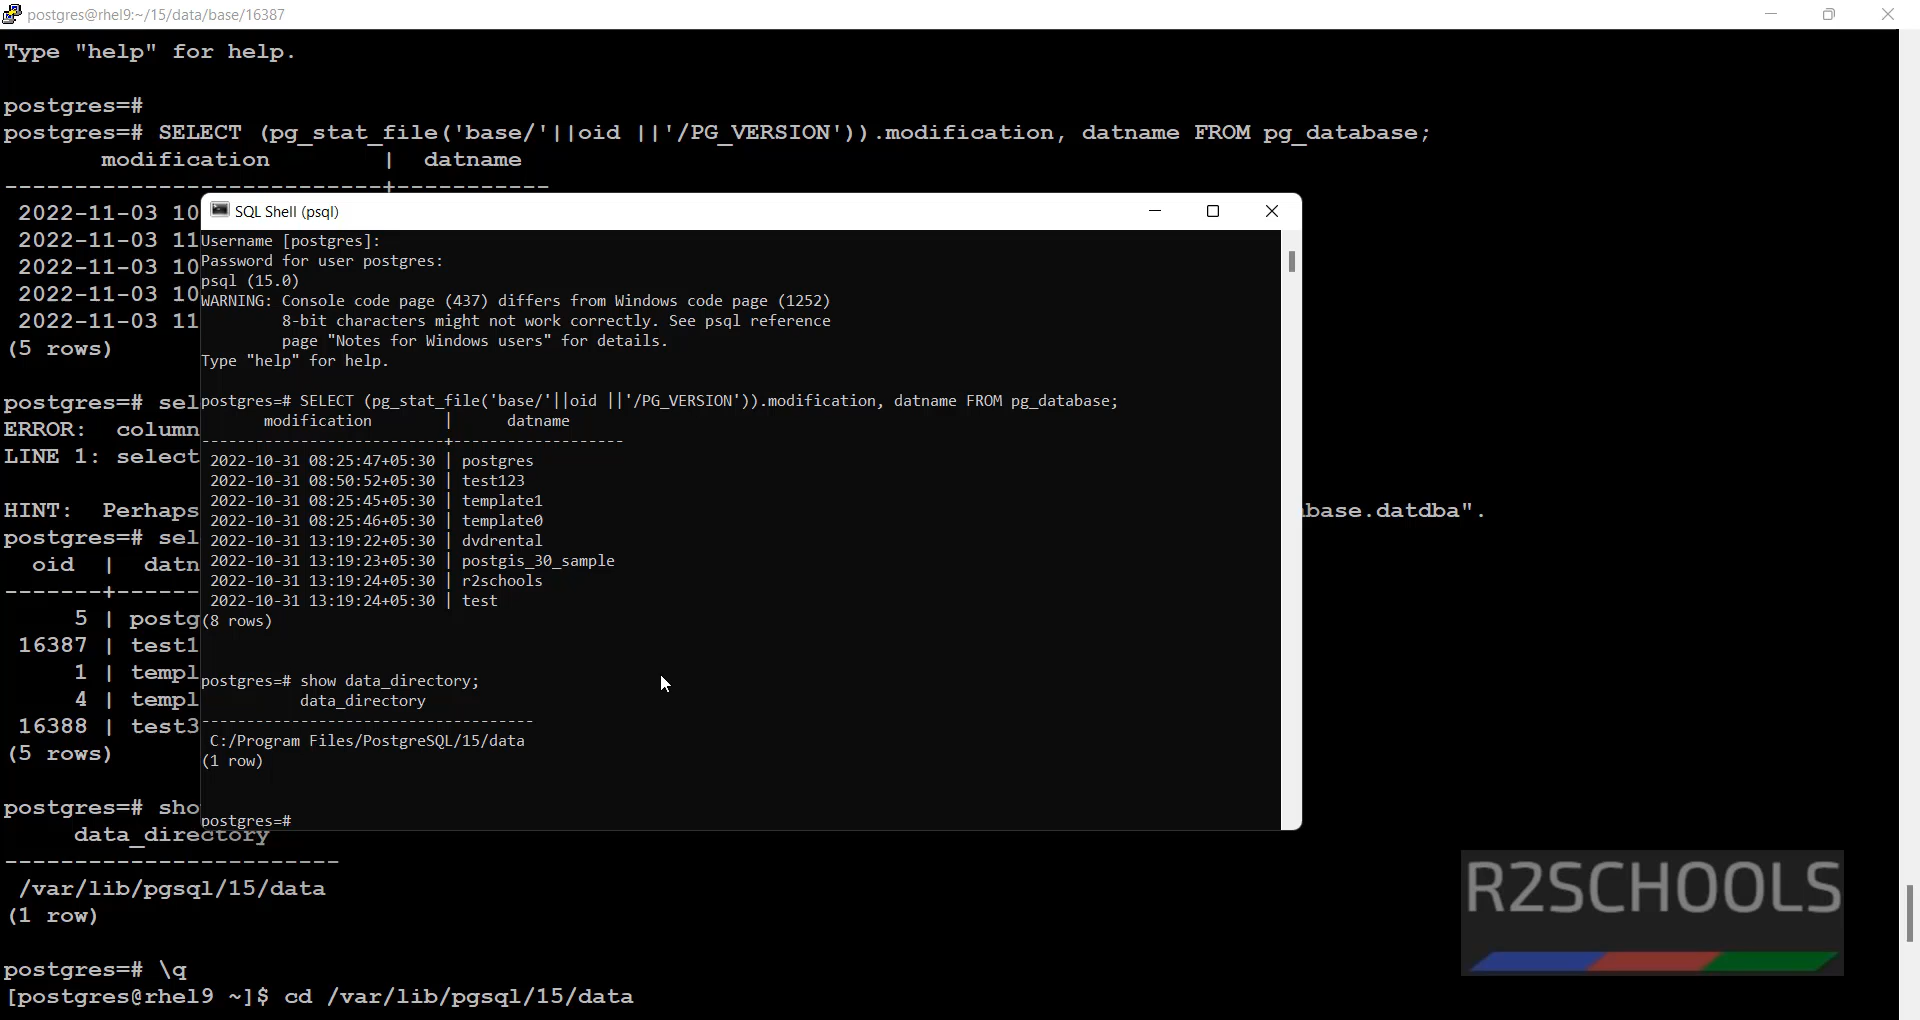 postgres@rhel9:~/15/data/base/16387
Type "help" for help.
postgres=#
postgres=# SELECT (pg_stat_file('base/'||oid ||'/PG_VERSION')).modification, datname FROM pg_database;
modification | datname
----------------------------+-----------
2022-11-03 10
2022-11-03 11
2022-11-03 10
2022-11-03 10
2022-11-03 11
(5 rows)
postgres=# sel
ERROR: column
LINE 1: select
HINT: Perhaps
base.datdba".
postgres=# sel
oid | datn
-------+------
5 | postg
16387 | test1
1 | templ
4 | templ
16388 | test3
(5 rows)
postgres=# sho
data_directory
------------------------
/var/lib/pgsql/15/data
(1 row)
postgres=# \q
[postgres@rhel9 ~]$ cd /var/lib/pgsql/15/data
SQL Shell (psql)
Username [postgres]:
Password for user postgres:
psql (15.0)
WARNING: Console code page (437) differs from Windows code page (1252)
8-bit characters might not work correctly. See psql reference
page "Notes for Windows users" for details.
Type "help" for help.
postgres=# SELECT (pg_stat_file('base/'||oid ||'/PG_VERSION')).modification, datname FROM pg_database;
modification | datname
---------------------------+-------------------
2022-10-31 08:25:47+05:30 | postgres
2022-10-31 08:50:52+05:30 | test123
2022-10-31 08:25:45+05:30 | template1
2022-10-31 08:25:46+05:30 | template0
2022-10-31 13:19:22+05:30 | dvdrental
2022-10-31 13:19:23+05:30 | postgis_30_sample
2022-10-31 13:19:24+05:30 | r2schools
2022-10-31 13:19:24+05:30 | test
(8 rows)
postgres=# show data_directory;
data_directory
-------------------------------------
C:/Program Files/PostgreSQL/15/data
(1 row)
postgres=#
R2SCHOOLS